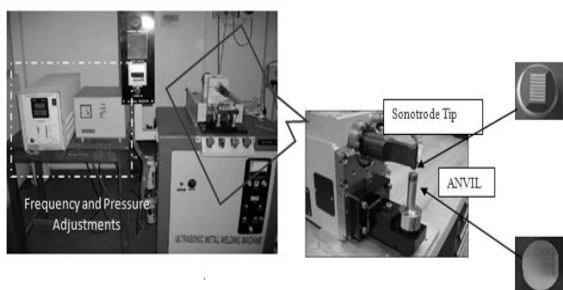 Sonotrode Tip
ANVIL
Frequency and Pressure
Adjustments
ULTRASONIC METAL WELDING MACHINE